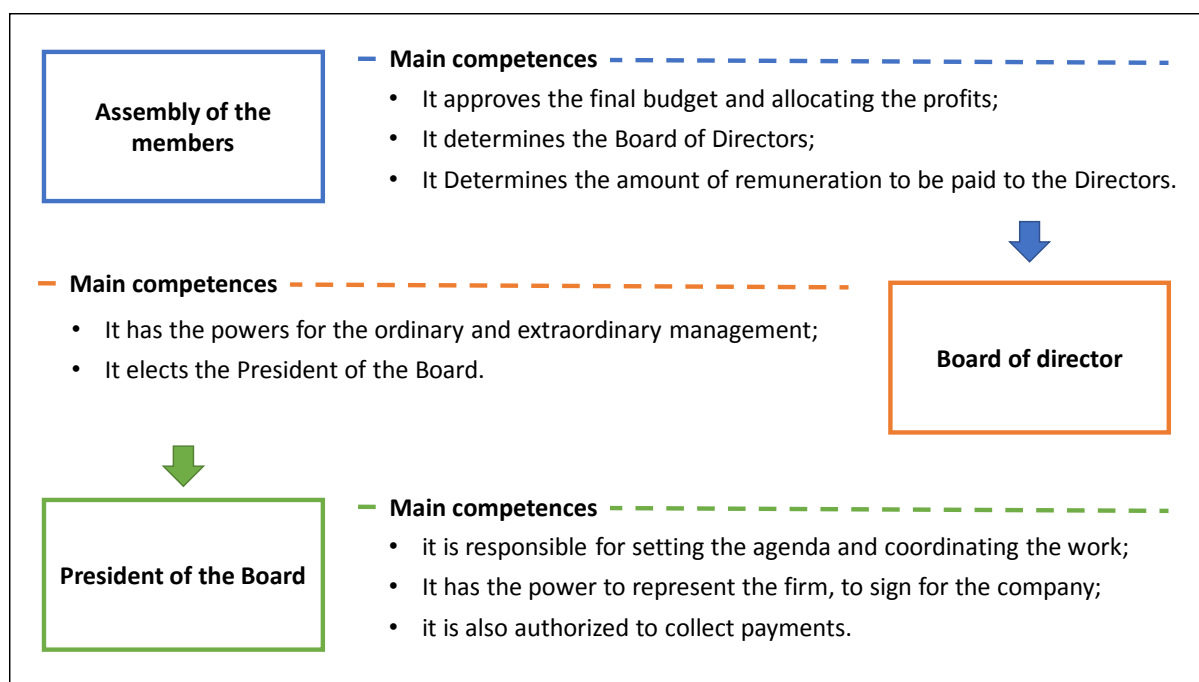 Assembly of the
members
Main competences
• It approves the final budget and allocating the profits;
• It determines the Board of Directors;
• It Determines the amount of remuneration to be paid to the Directors.
Main competences
• It has the powers for the ordinary and extraordinary management;
• It elects the President of the Board.
Board of director
President of the Board
Main competences
• it is responsible for setting the agenda and coordinating the work;
• It has the power to represent the firm, to sign for the company;
• it is also authorized to collect payments.